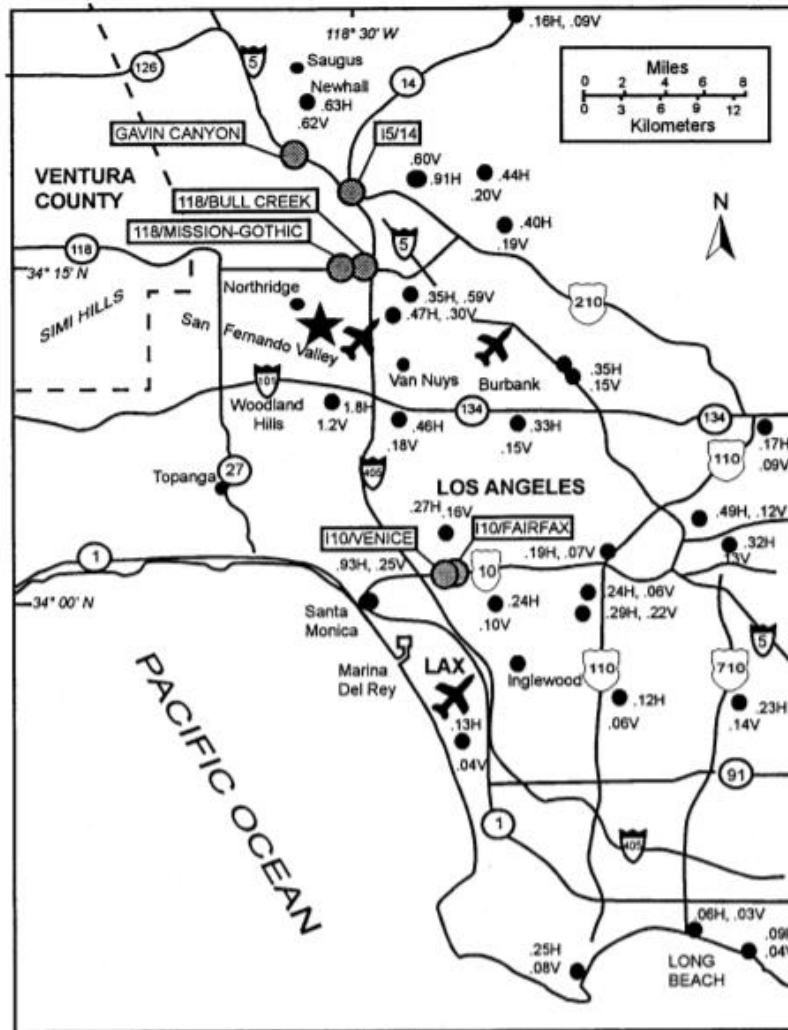 118° 30' W
.16H, .09V
126
5
Saugus
14
Newhall
.63H
.62V
Miles
0 2 4 6 8
0 3 6 9 12
Kilometers
GAVIN CANYON
I5/14
.60V
.91H
.44H
.20V
VENTURA
COUNTY
118/BULL CREEK
.40H
.19V
N
118/MISSION-GOTHIC
118
5
34° 15' N
210
Northridge
.35H, .59V
SIMI HILLS
San Fernando Valley
.47H, .30V
Van Nuys
Burbank
.35H
.15V
101
Woodland
Hills
1.8H
1.2V
134
134
.46H
.18V
.33H
.15V
.17H
.09V
110
Topanga
27
405
LOS ANGELES
.27H
.16V
.49H, .12V
I10/VENICE
I10/FAIRFAX
.19H, .07V
.32H
.13V
1
.93H, .25V
10
34° 00' N
Santa
Monica
.24H
.10V
.24H, .06V
.29H, .22V
5
Marina
Del Rey
LAX
Inglewood
110
710
.13H
.04V
.12H
.06V
.23H
.14V
PACIFIC OCEAN
91
1
405
.06H, .03V
.25H
.08V
LONG
BEACH
.09H
.04V